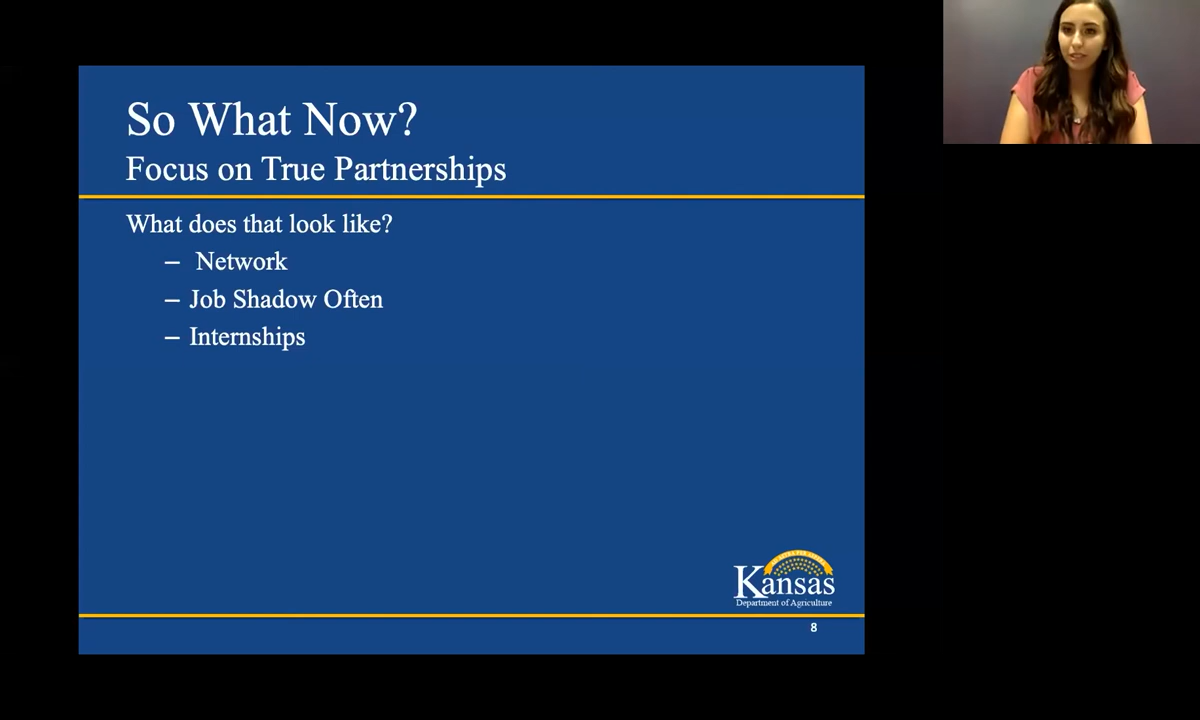 So What Now?
Focus on True Partnerships
What does that look like?
– Network
– Job Shadow Often
– Internships
Kansas
Department of Agriculture
8